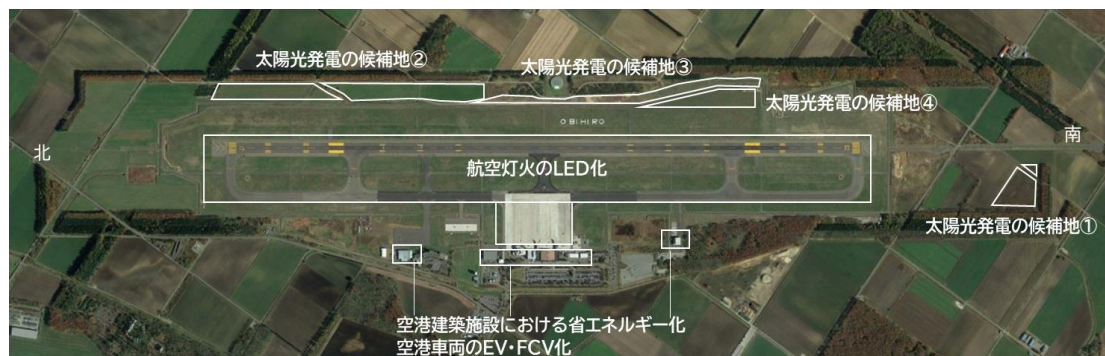 太陽光発電の候補地②
太陽光発電の候補地③
太陽光発電の候補地④
OBIHIRO
北
南
航空灯火のLED化
太陽光発電の候補地①
空港建築施設における省エネルギー化
空港車両のEV・FCV化